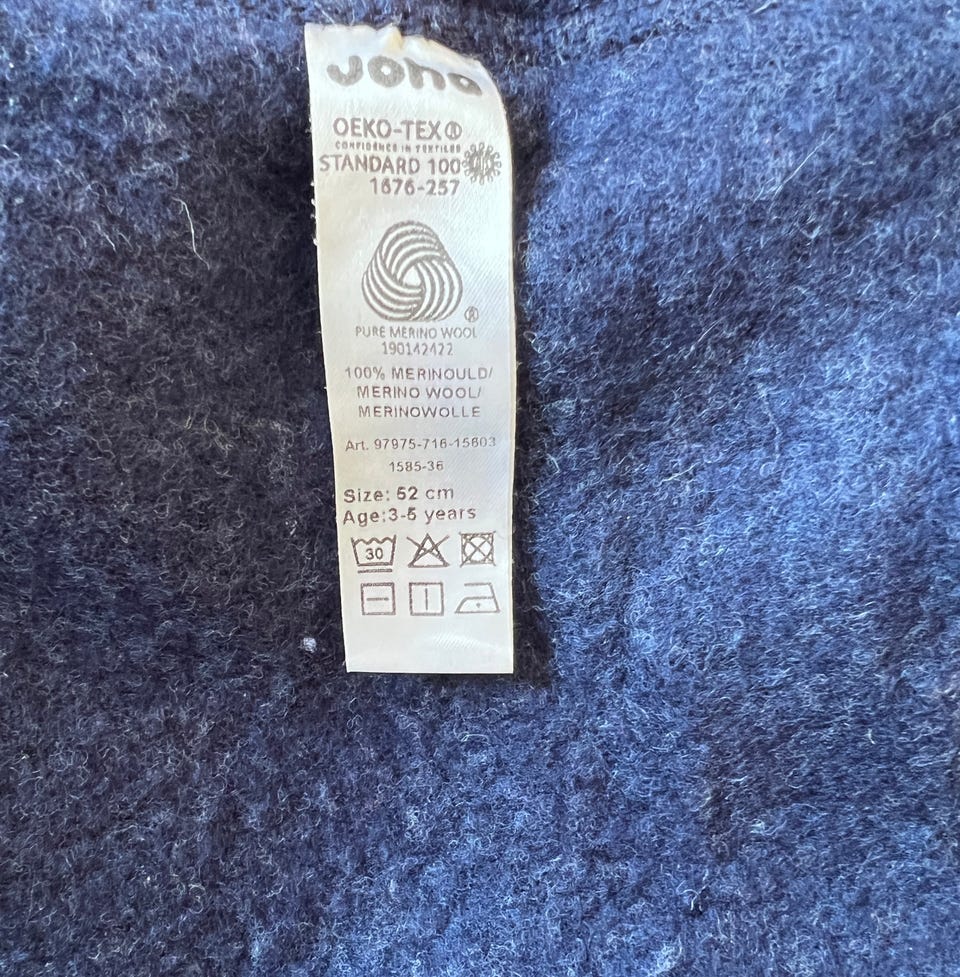 Joha
OEKO-TEX®
CONFIDENCE IN TEXTILES
STANDARD 100
1676-257
®
PURE MERINO WOOL
190142422
100% MERINOULD/
MERINO WOOL/
MERINOWOLLE
Art. 97975-716-15603
1585-36
Size: 52 cm
Age:3-5 years
30